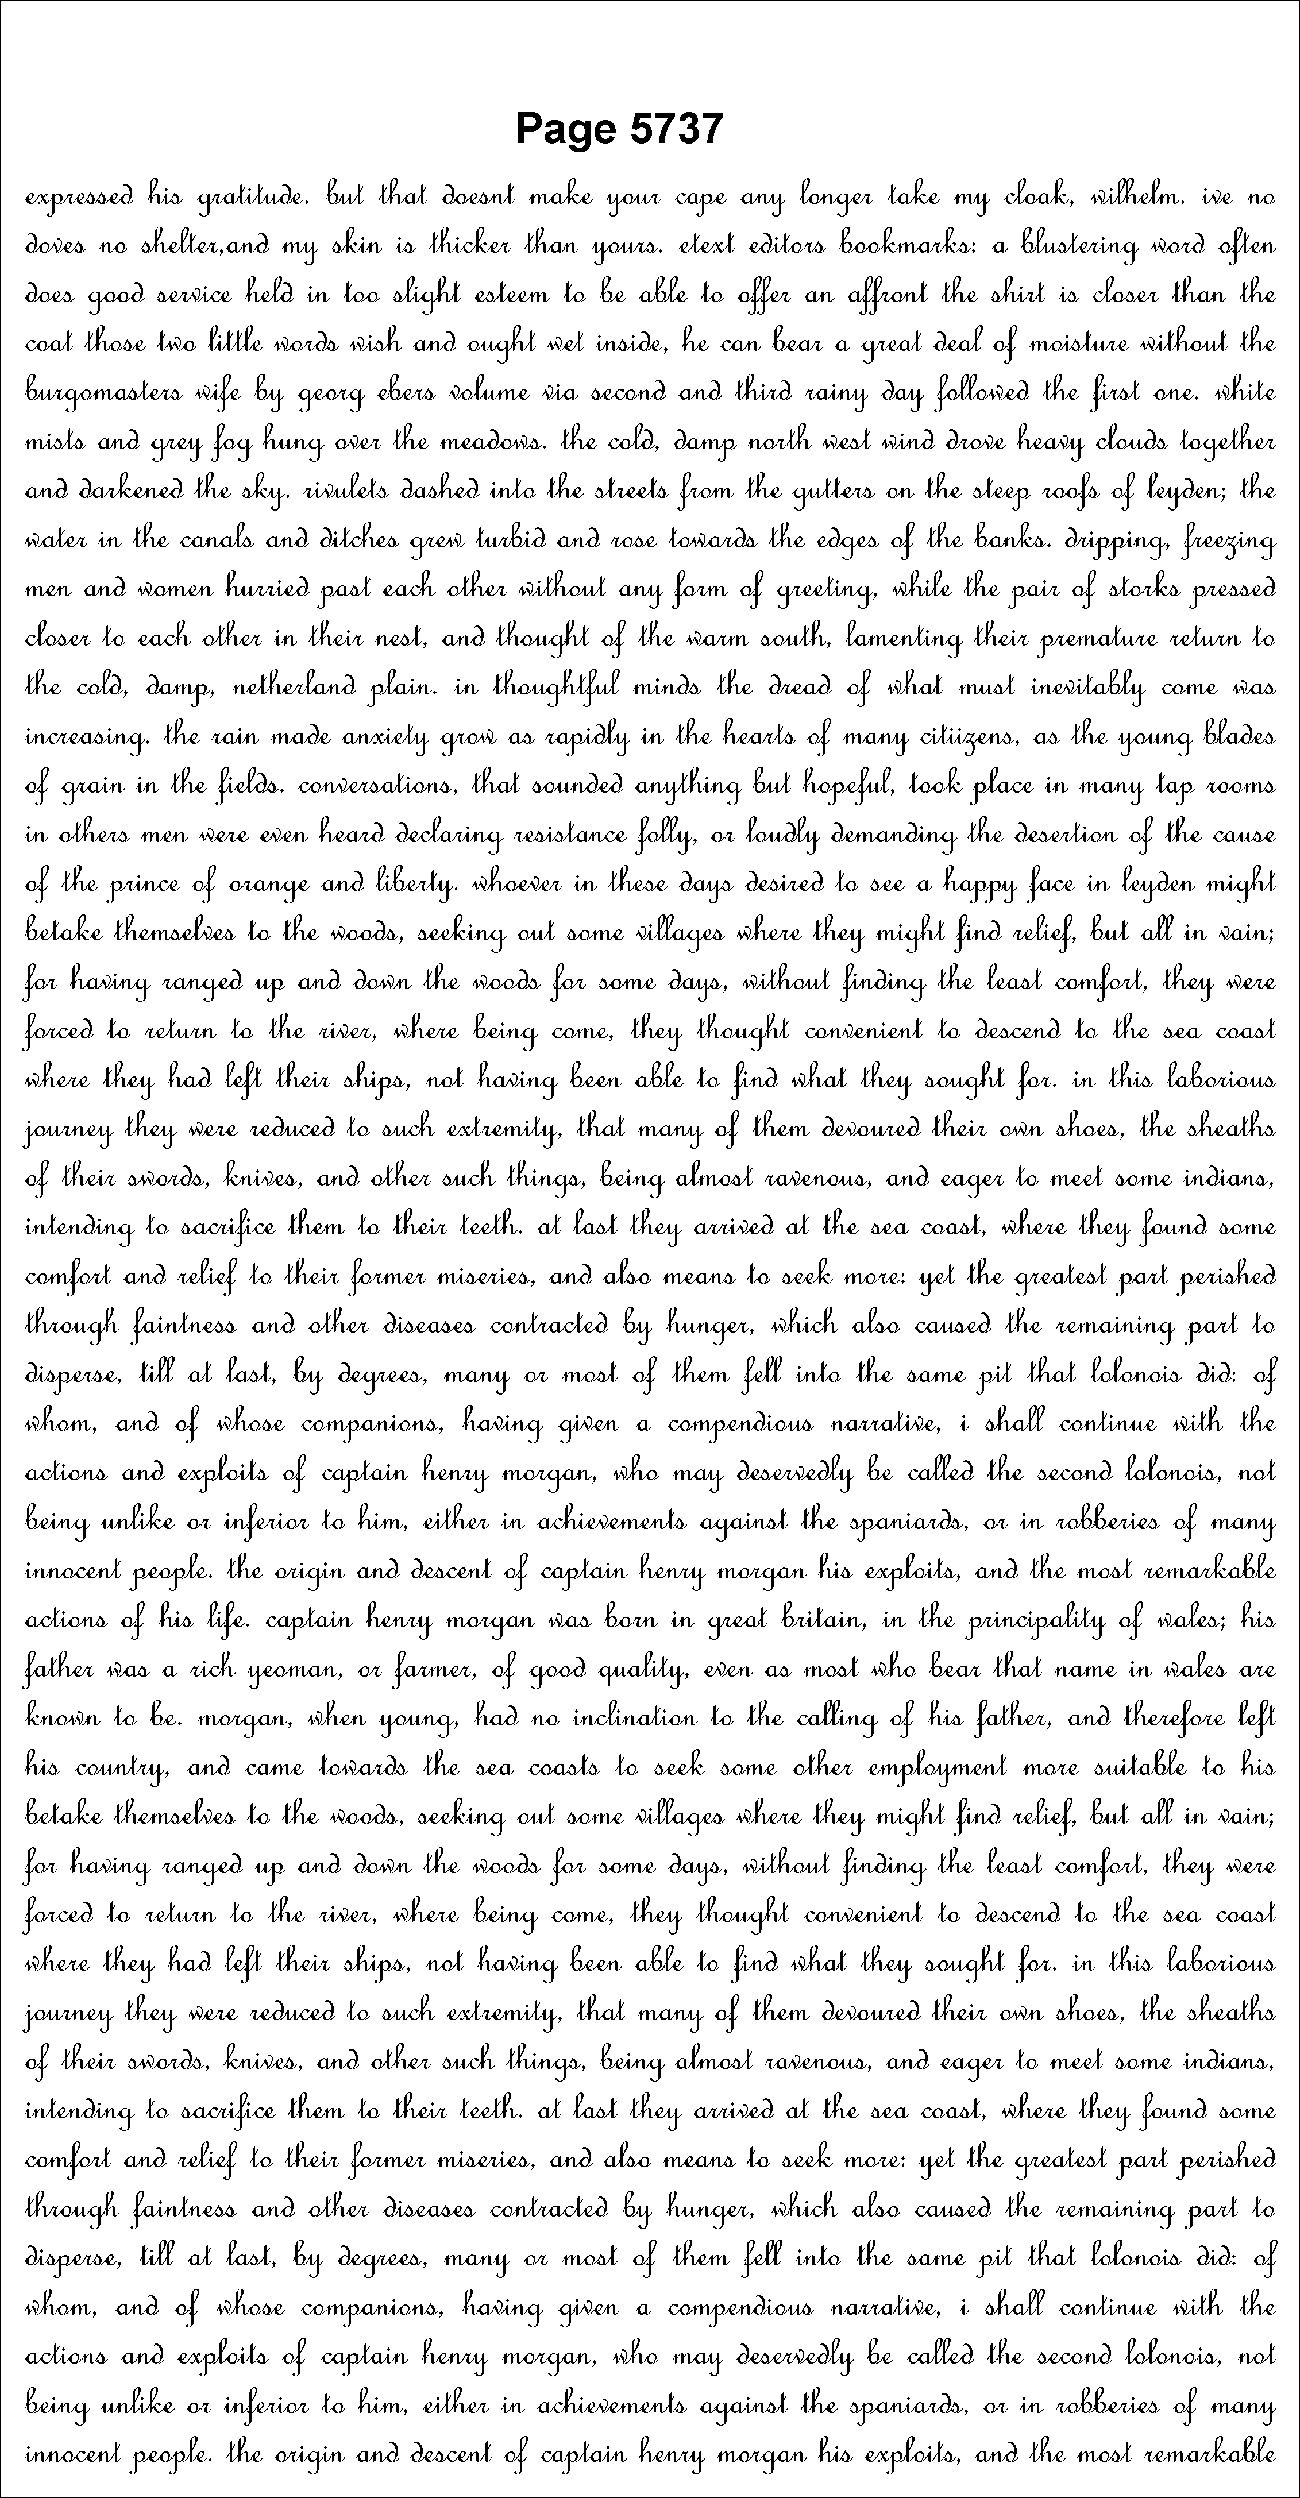 Page 5737
expressed his gratitude. but that doesnt make your cape any longer take my cloak, wilhelm. ive no
doves no shelter,and my skin is thicker than yours. etext editors bookmarks: a blustering word often
does good service held in too slight esteem to be able to offer an affront the shirt is closer than the
coat those two little words wish and ought wet inside, he can bear a great deal of moisture without the
burgomasters wife by georg ebers volume via second and third rainy day followed the first one. white
mists and grey fog hung over the meadows. the cold, damp north west wind drove heavy clouds together
and darkened the sky. rivulets dashed into the streets from the gutters on the steep roofs of leyden; the
water in the canals and ditches grew turbid and rose towards the edges of the banks. dripping, freezing
men and women hurried past each other without any form of greeting, while the pair of storks pressed
closer to each other in their nest, and thought of the warm south, lamenting their premature return to
the cold, damp, netherland plain. in thoughtful minds the dread of what must inevitably come was
increasing. the rain made anxiety grow as rapidly in the hearts of many citiizens, as the young blades
of grain in the fields. conversations, that sounded anything but hopeful, took place in many tap rooms
in others men were even heard declaring resistance folly, or loudly demanding the desertion of the cause
of the prince of orange and liberty. whoever in these days desired to see a happy face in leyden might
betake themselves to the woods, seeking out some villages where they might find relief, but all in vain;
for having ranged up and down the woods for some days, without finding the least comfort, they were
forced to return to the river, where being come, they thought convenient to descend to the sea coast
where they had left their ships, not having been able to find what they sought for. in this laborious
journey they were reduced to such extremity, that many of them devoured their own shoes, the sheaths
of their swords, knives, and other such things, being almost ravenous, and eager to meet some indians,
intending to sacrifice them to their teeth. at last they arrived at the sea coast, where they found some
comfort and relief to their former miseries, and also means to seek more: yet the greatest part perished
through faintness and other diseases contracted by hunger, which also caused the remaining part to
disperse, till at last, by degrees, many or most of them fell into the same pit that lolonois did: of
whom, and of whose companions, having given a compendious narrative, i shall continue with the
actions and exploits of captain henry morgan, who may deservedly be called the second lolonois, not
being unlike or inferior to him, either in achievements against the spaniards, or in robberies of many
innocent people. the origin and descent of captain henry morgan his exploits, and the most remarkable
actions of his life. captain henry morgan was born in great britain, in the principality of wales; his
father was a rich yeoman, or farmer, of good quality, even as most who bear that name in wales are
known to be. morgan, when young, had no inclination to the calling of his father, and therefore left
his country, and came towards the sea coasts to seek some other employment more suitable to his
betake themselves to the woods, seeking out some villages where they might find relief, but all in vain;
for having ranged up and down the woods for some days, without finding the least comfort, they were
forced to return to the river, where being come, they thought convenient to descend to the sea coast
where they had left their ships, not having been able to find what they sought for. in this laborious
journey they were reduced to such extremity, that many of them devoured their own shoes, the sheaths
of their swords, knives, and other such things, being almost ravenous, and eager to meet some indians,
intending to sacrifice them to their teeth. at last they arrived at the sea coast, where they found some
comfort and relief to their former miseries, and also means to seek more: yet the greatest part perished
through faintness and other diseases contracted by hunger, which also caused the remaining part to
disperse, till at last, by degrees, many or most of them fell into the same pit that lolonois did: of
whom, and of whose companions, having given a compendious narrative, i shall continue with the
actions and exploits of captain henry morgan, who may deservedly be called the second lolonois, not
being unlike or inferior to him, either in achievements against the spaniards, or in robberies of many
innocent people. the origin and descent of captain henry morgan his exploits, and the most remarkable